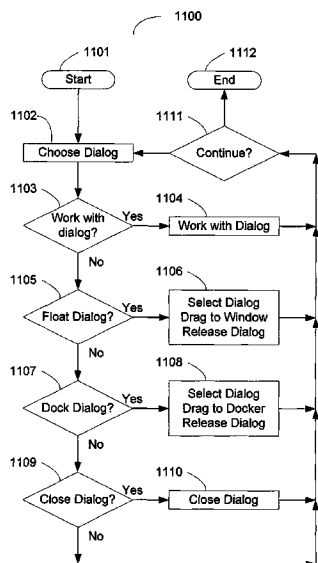 1100
1101
Start
1112
End
1102
Choose Dialog
1111
Continue?
1103
Work with
dialog?
Yes
1104
Work with Dialog
No
1105
Float Dialog?
Yes
1106
Select Dialog
Drag to Window
Release Dialog
No
1107
Dock Dialog?
Yes
1108
Select Dialog
Drag to Docker
Release Dialog
No
1109
Close Dialog?
Yes
1110
Close Dialog
No